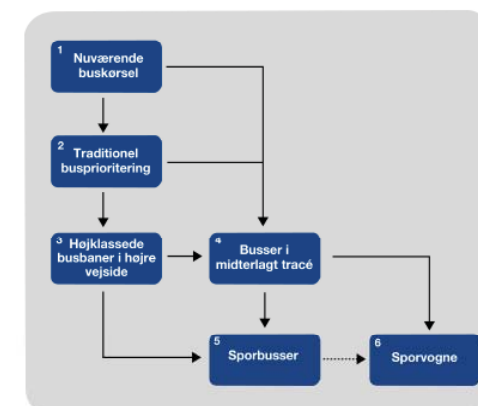 1
Nuværende
buskørsel
2
Traditionel
busprioritering
3
Højklassede
busbaner i højre
vejside
4
Busser i
midterlagt tracé
5
Sporbusser
6
Sporvogne